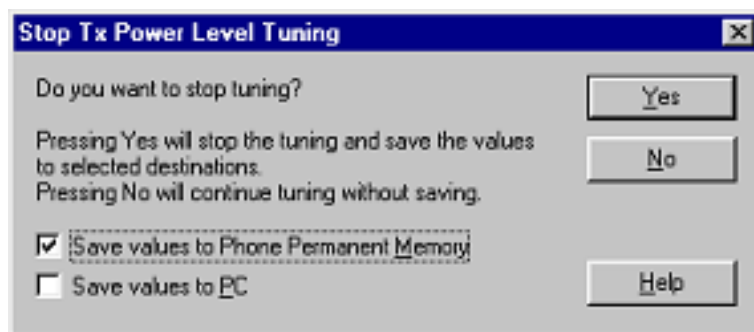 Stop Tx Power Level Tuning
Do you want to stop tuning?
Yes
Pressing Yes will stop the tuning and save the values
to selected destinations.
Pressing No will continue tuning without saving.
No
Save values to Phone Permanent Memory
Save values to PC
Help